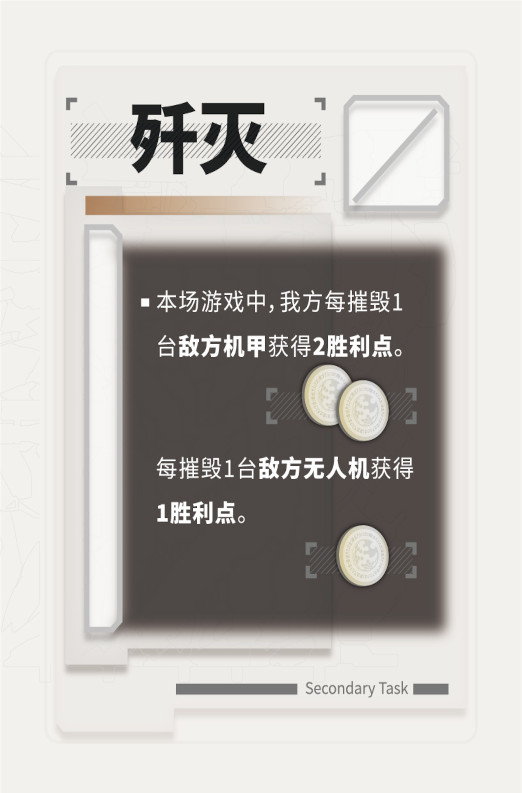 歼灭
▪ 本场游戏中，我方每摧毁1
台敌方机甲获得2胜利点。
每摧毁1台敌方无人机获得
1胜利点。
Secondary Task